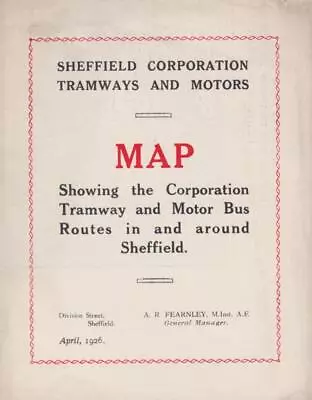 SHEFFIELD CORPORATION
TRAMWAYS AND MOTORS
MAP
Showing the Corporation
Tramway and Motor Bus
Routes in and around
Sheffield.
Division Street, A. R. FEARNLEY, M.Inst. A.E.
Sheffield. General Manager.
April, 1926.